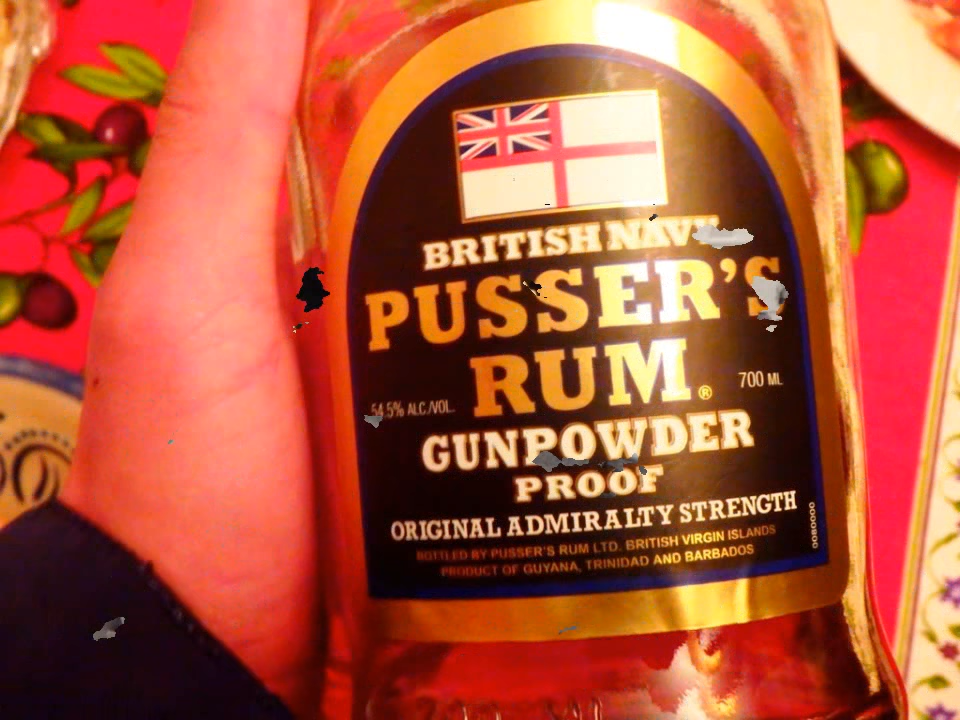 BRITISH NAVY
PUSSER'S
RUM®
700 ML
54.5% ALC./VOL.
GUNPOWDER
PROOF
ORIGINAL ADMIRALTY STRENGTH
BOTTLED BY PUSSER'S RUM LTD. BRITISH VIRGIN ISLANDS
PRODUCT OF GUYANA, TRINIDAD AND BARBADOS